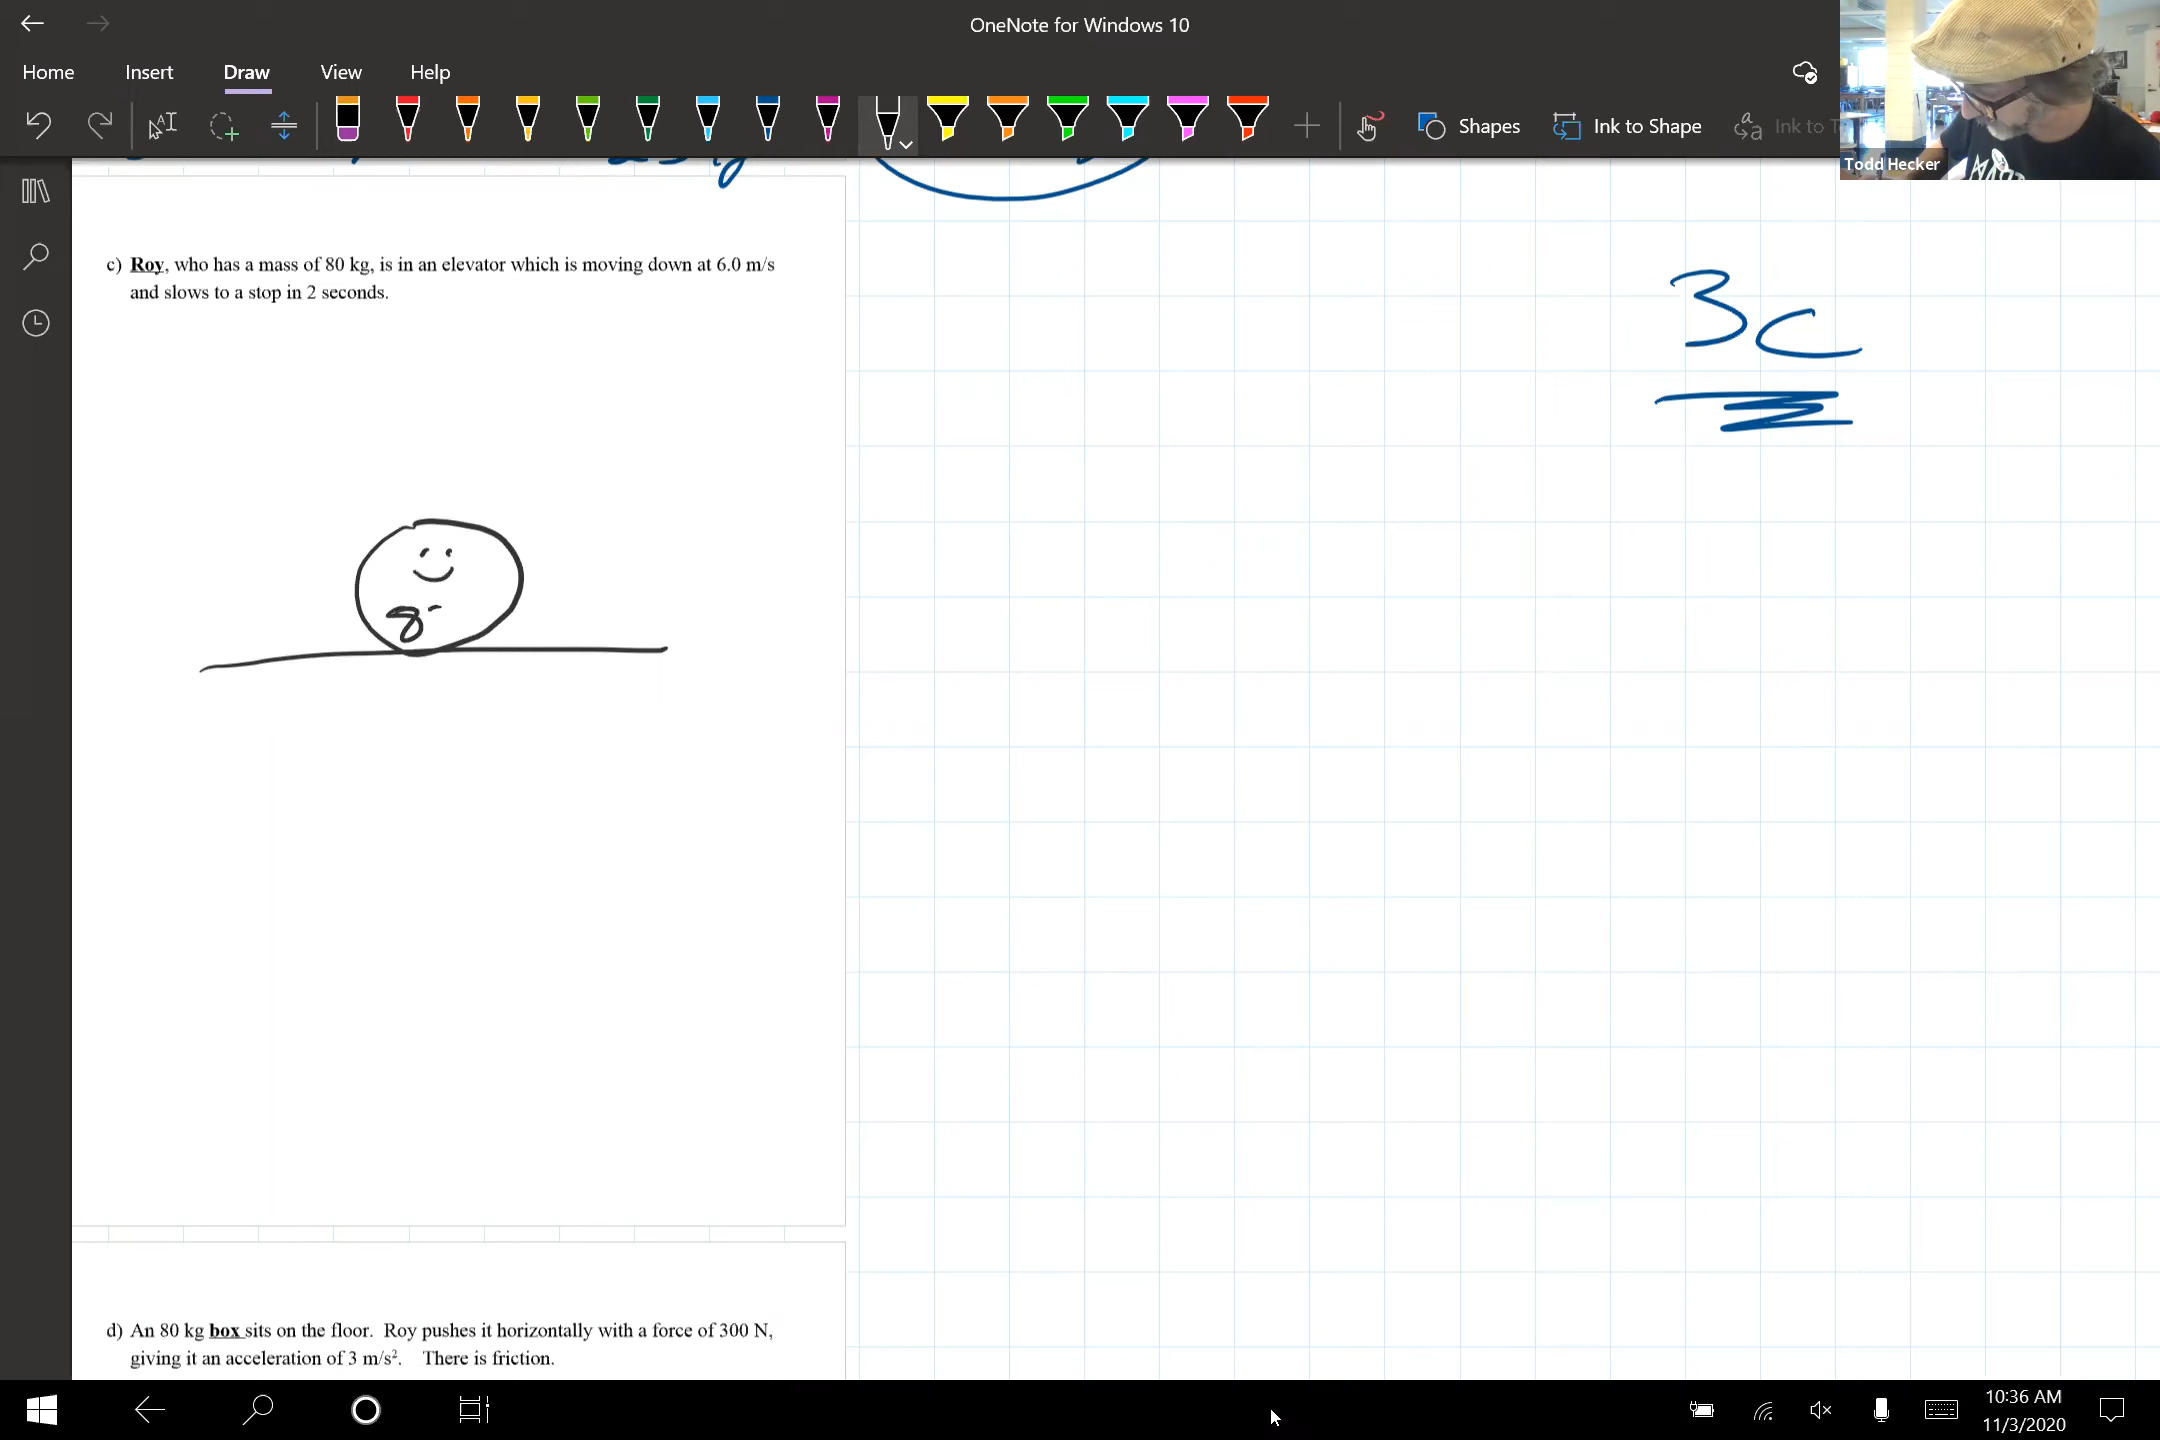 OneNote for Windows 10
Home Insert Draw View Help
Shapes Ink to Shape Ink to T
Todd Hecker
c) Roy, who has a mass of 80 kg, is in an elevator which is moving down at 6.0 m/s
and slows to a stop in 2 seconds.
3c
8
d) An 80 kg box sits on the floor. Roy pushes it horizontally with a force of 300 N,
giving it an acceleration of 3 m/s². There is friction.
10:36 AM
11/3/2020